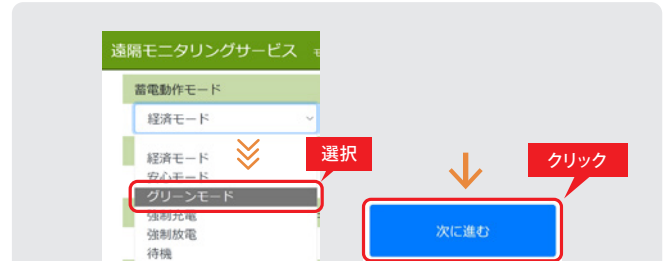 遠隔モニタリングサービス
蓄電動作モード
経済モード
経済モード
安心モード
グリーンモード
強制充電
強制放電
待機
選択
クリック
次に進む